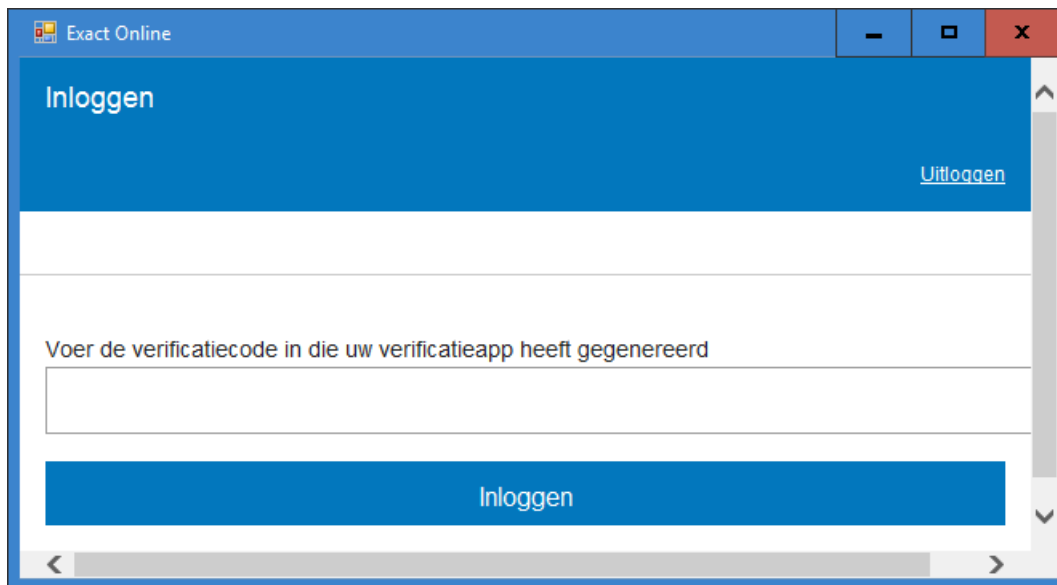 Exact Online
Inloggen
Uitloggen
Voer de verificatiecode in die uw verificatieapp heeft gegenereerd
Inloggen